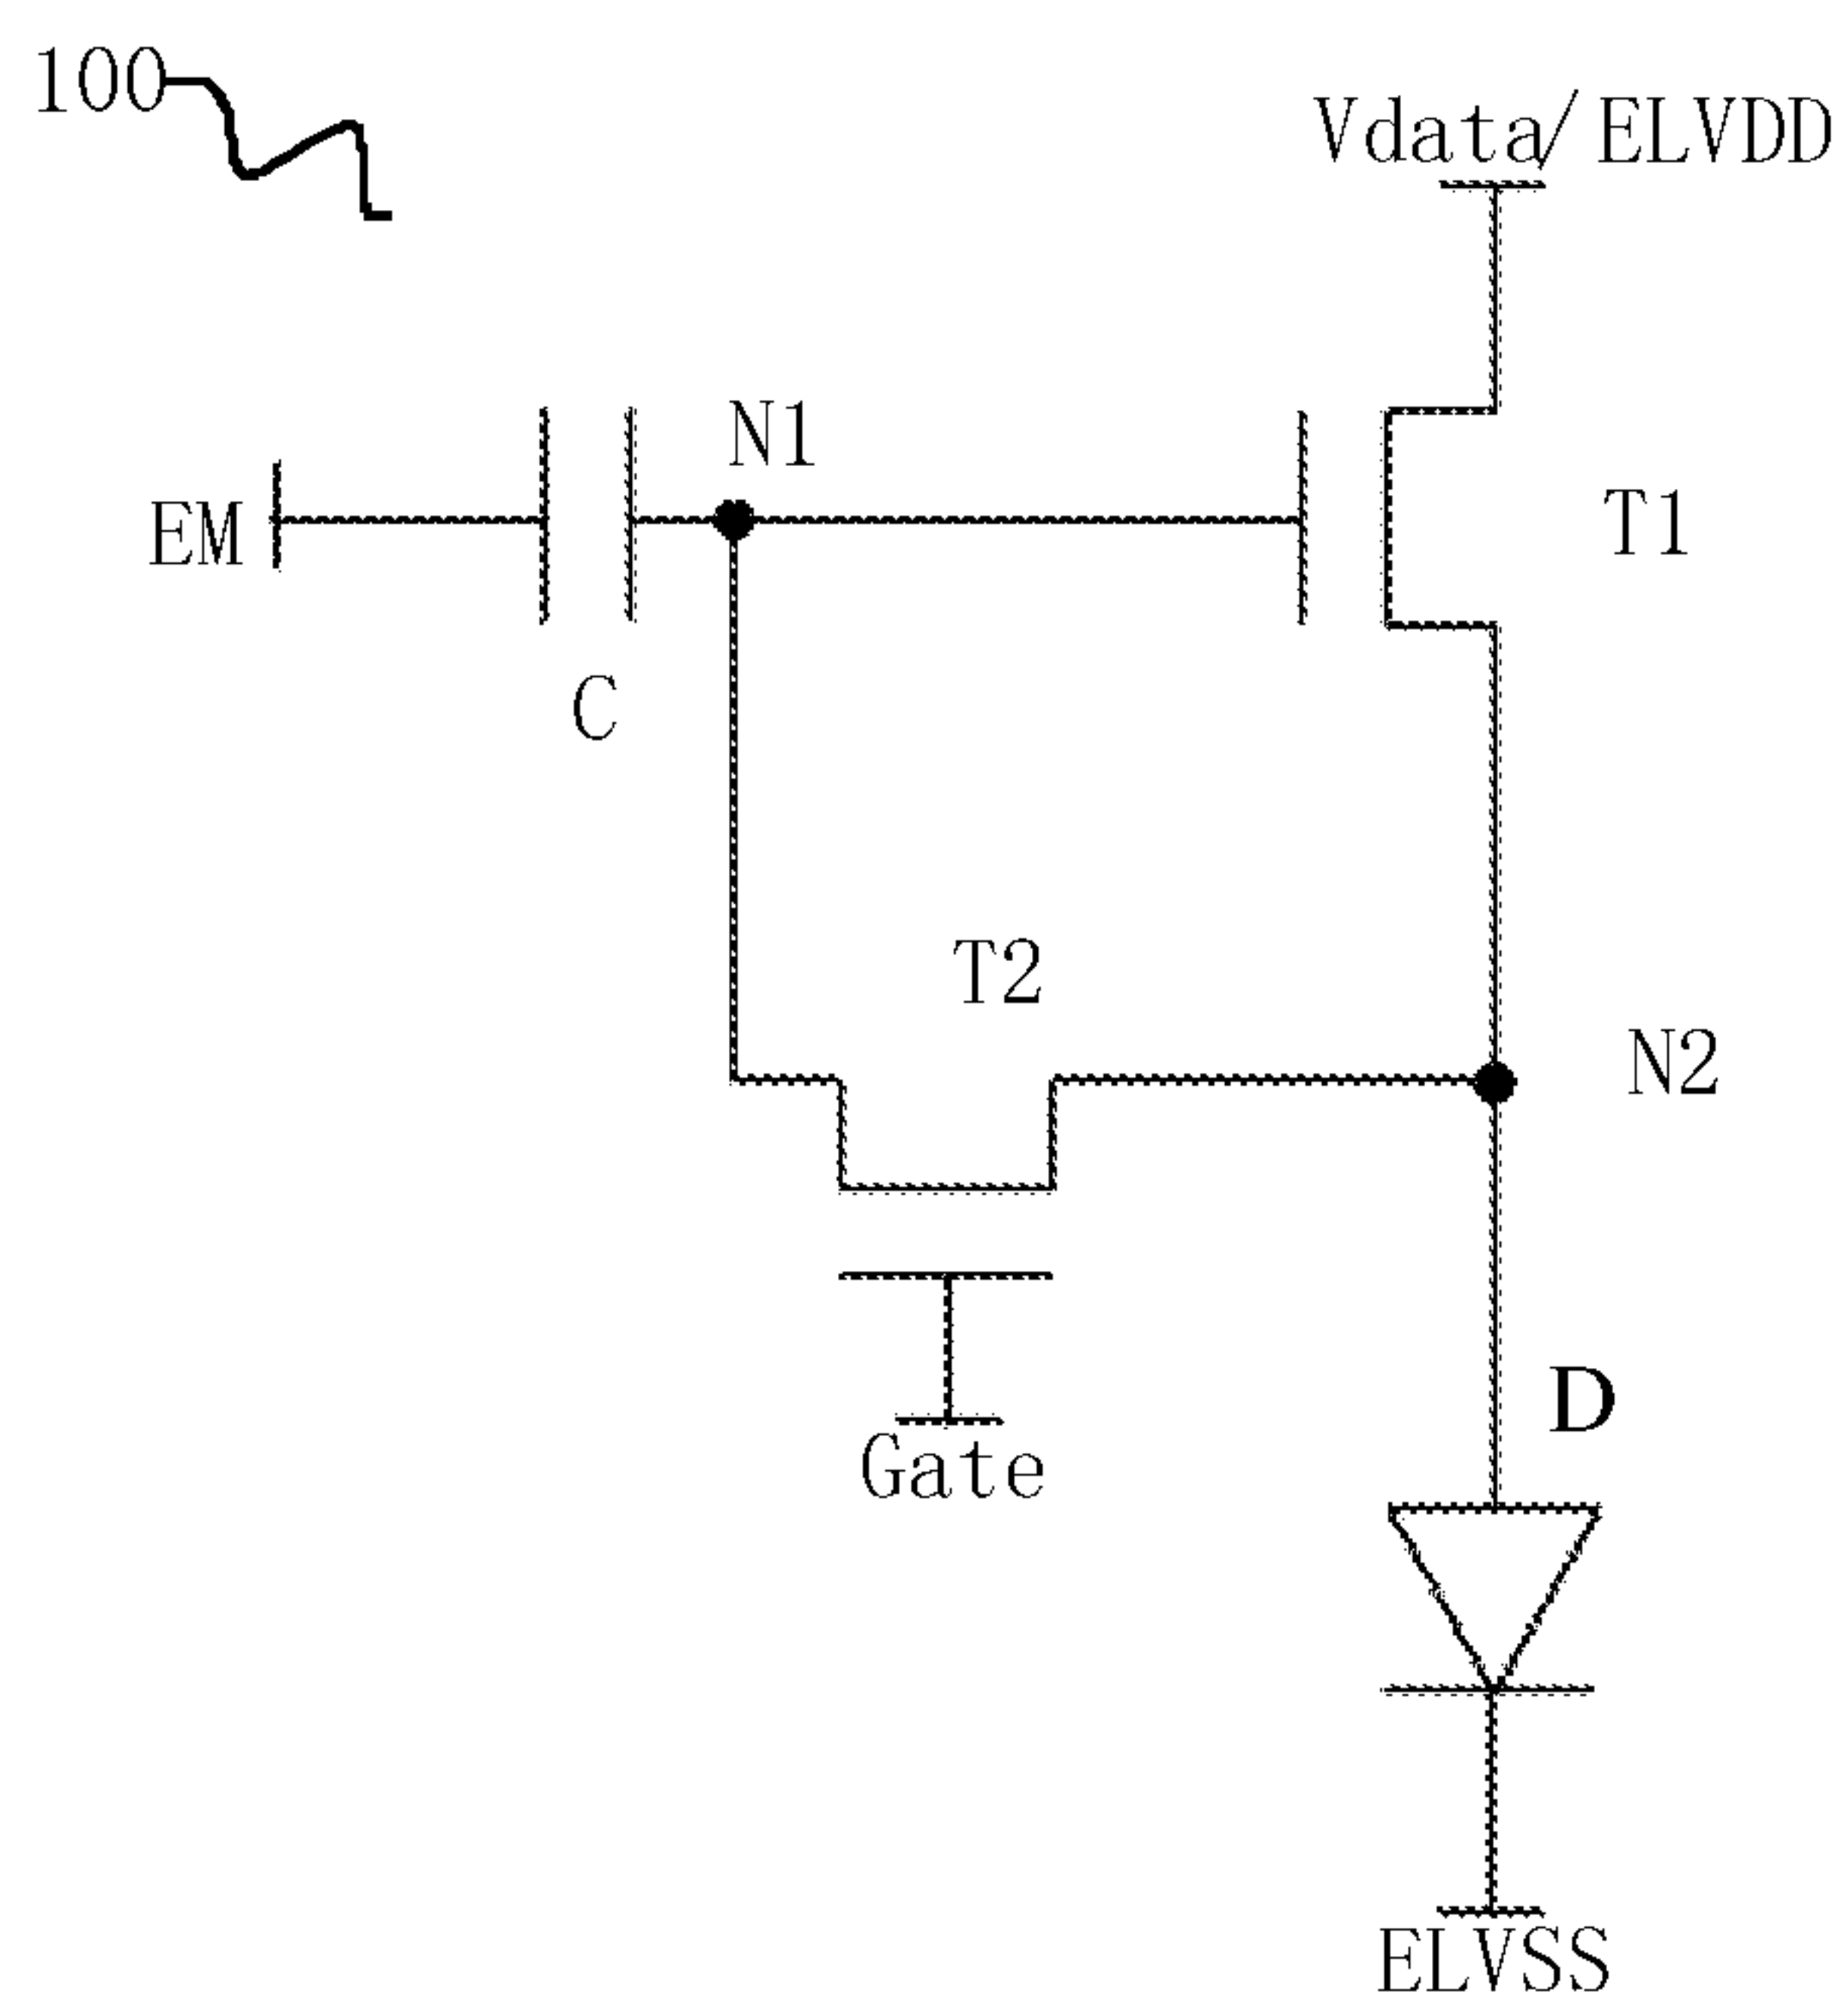 100
Vdata/ELVDD
N1
EM
T1
C
T2
N2
D
Gate
ELVSS